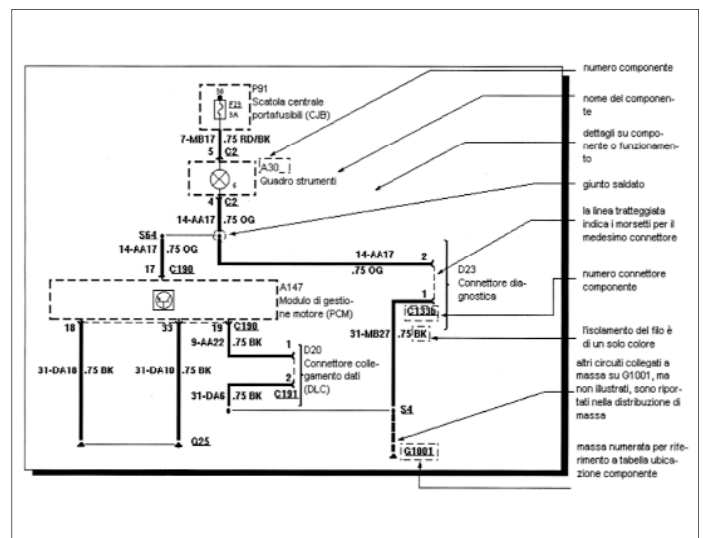 numero componente
nome del componen-
te
dettagli su compo-
nente o funzionamen-
to
giunto saldato
la linea tratteggiata
indica i morsetti per il
medesimo connettore
numero connettore
componente
l'isolamento del filo è
di un solo colore
altri circuiti collegati a
massa su G1001, ma
non illustrati, sono ripor-
tati nella distribuzione di
massa
massa numerata per rife-
rimento a tabella ubica-
zione componente
30
P91
F23
5A
Scatola centrale
portafusibili (CJB)
7-MB17 .75 RD/BK
5 C2
A30_
Quadro strumenti
6
4 C2
14-AA17 .75 OG
S64
14-AA17 .75 OG
17 C190
14-AA17 2
.75 OG
D23
Connettore dia-
gnostica
1
C1336
A147
Modulo di gestio-
ne motore (PCM)
18 33 19 C190
9-AA22 .75 BK
31-MB27 .75 BK
1
D20
Connettore colle-
gamento dati
(DLC)
2
31-DA18 .75 BK
31-DA10 .75 BK
31-DA6 .75 BK
C191
S4
G25
G1001